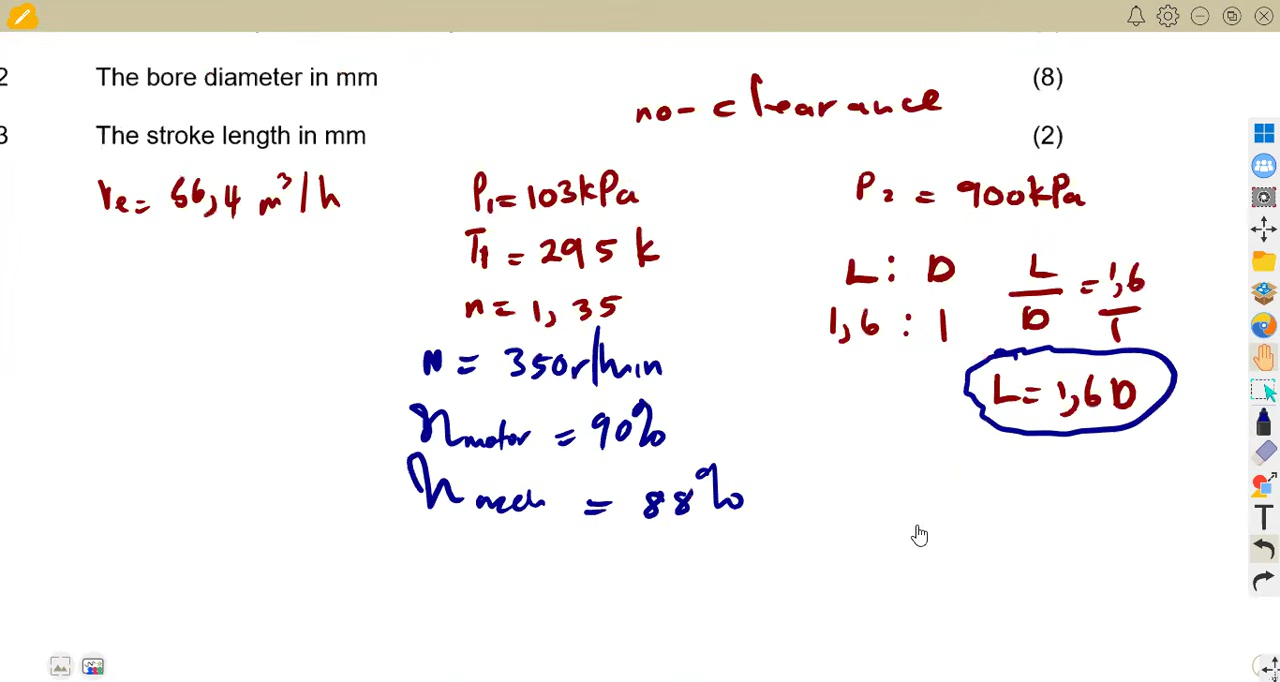 2 The bore diameter in mm (8)
no-clearance
3 The stroke length in mm (2)
Ve= 66,4 m³/h
P1=103kPa
P2 = 900kPa
T1 = 295 k
L : D
L/D = 1,6/1
n= 1, 35
1,6 : 1
N = 350r/min
L= 1,6 D
ηmotor = 90%
ηmech = 88%
T